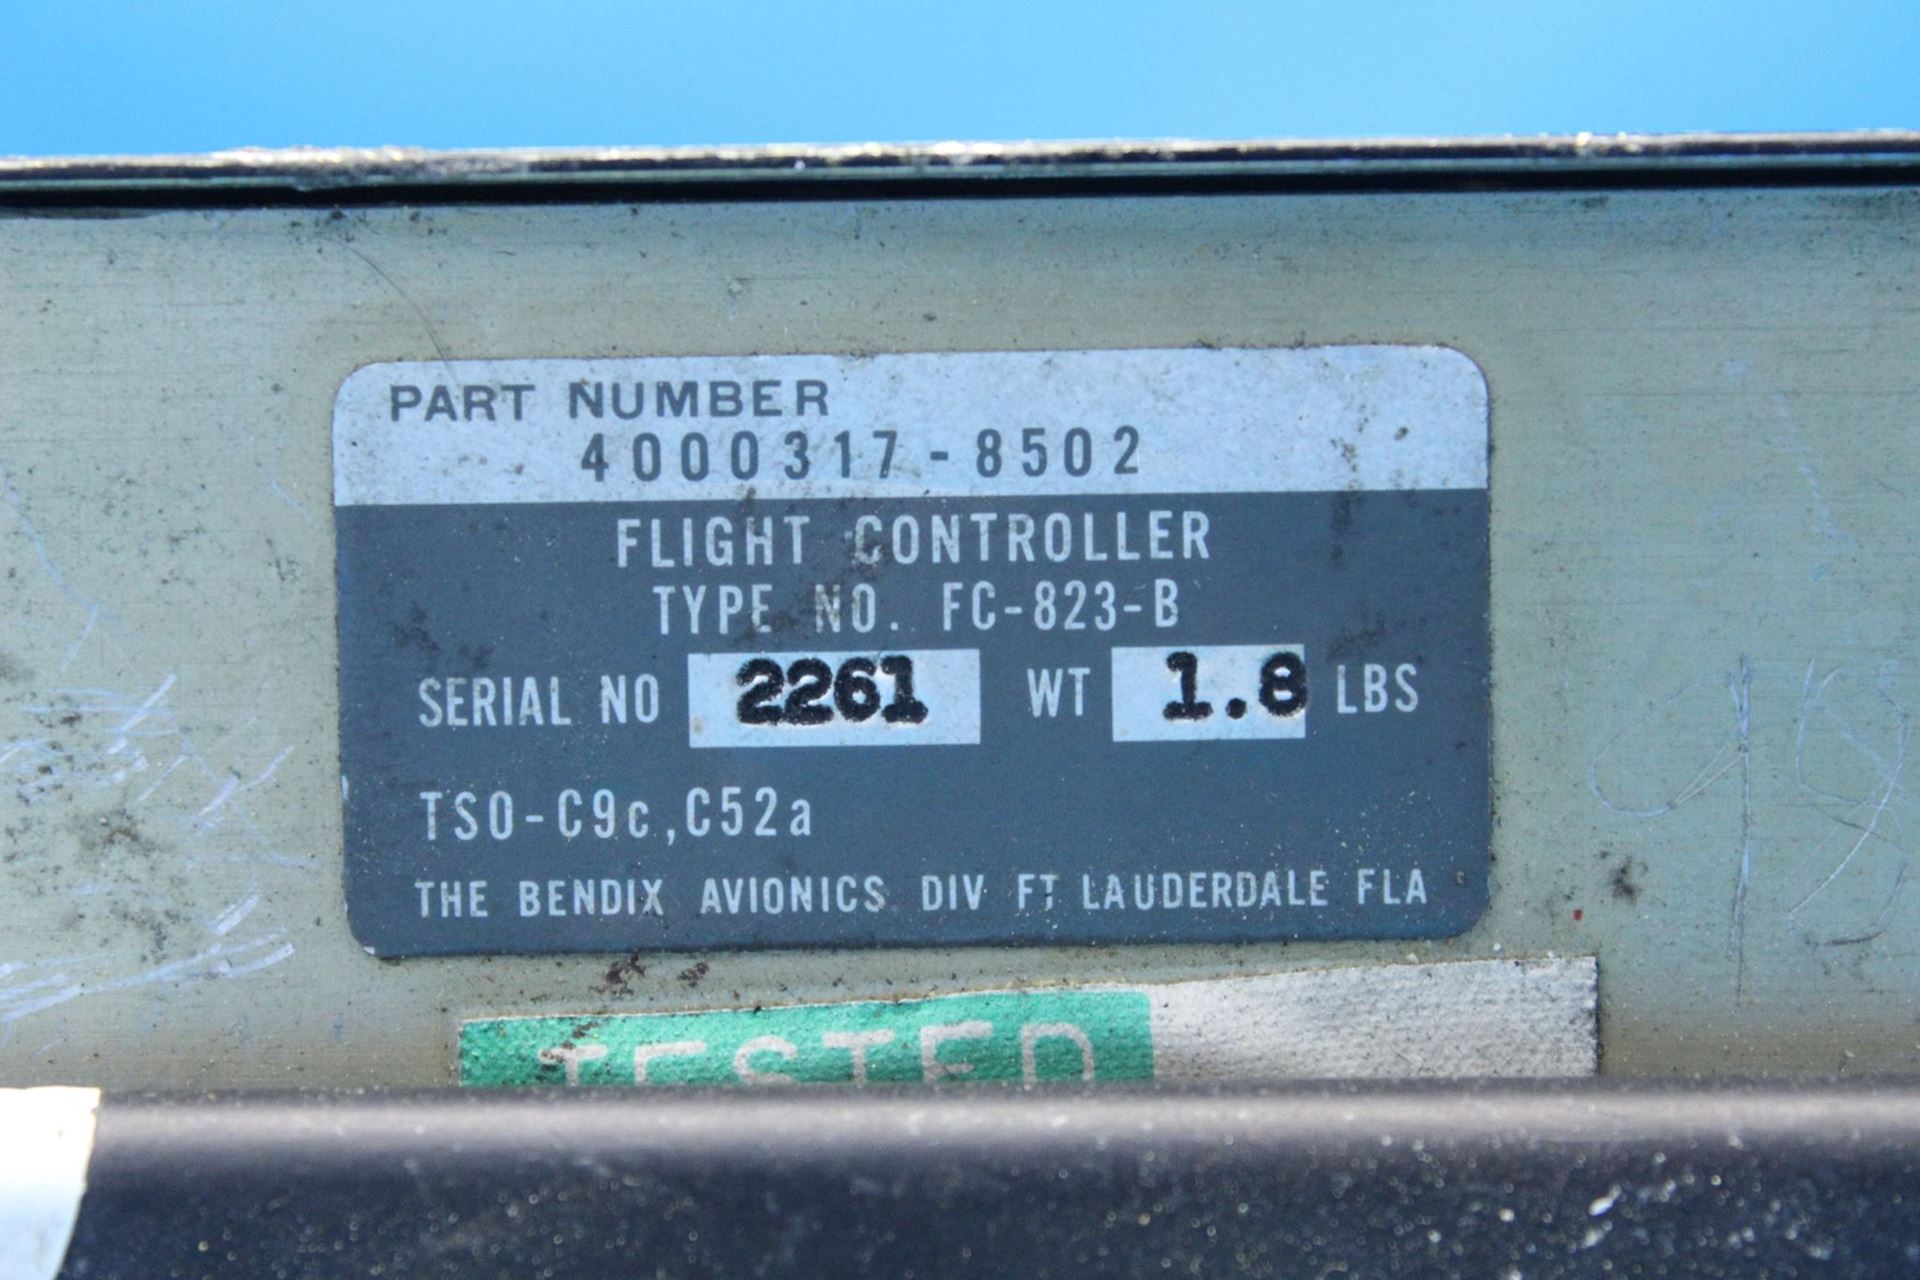 PART NUMBER
4000317-8502
FLIGHT CONTROLLER
TYPE NO. FC-823-B
SERIAL NO 2261 WT 1.8 LBS
TSO-C9c,C52a
THE BENDIX AVIONICS DIV FT LAUDERDALE FLA
TESTED